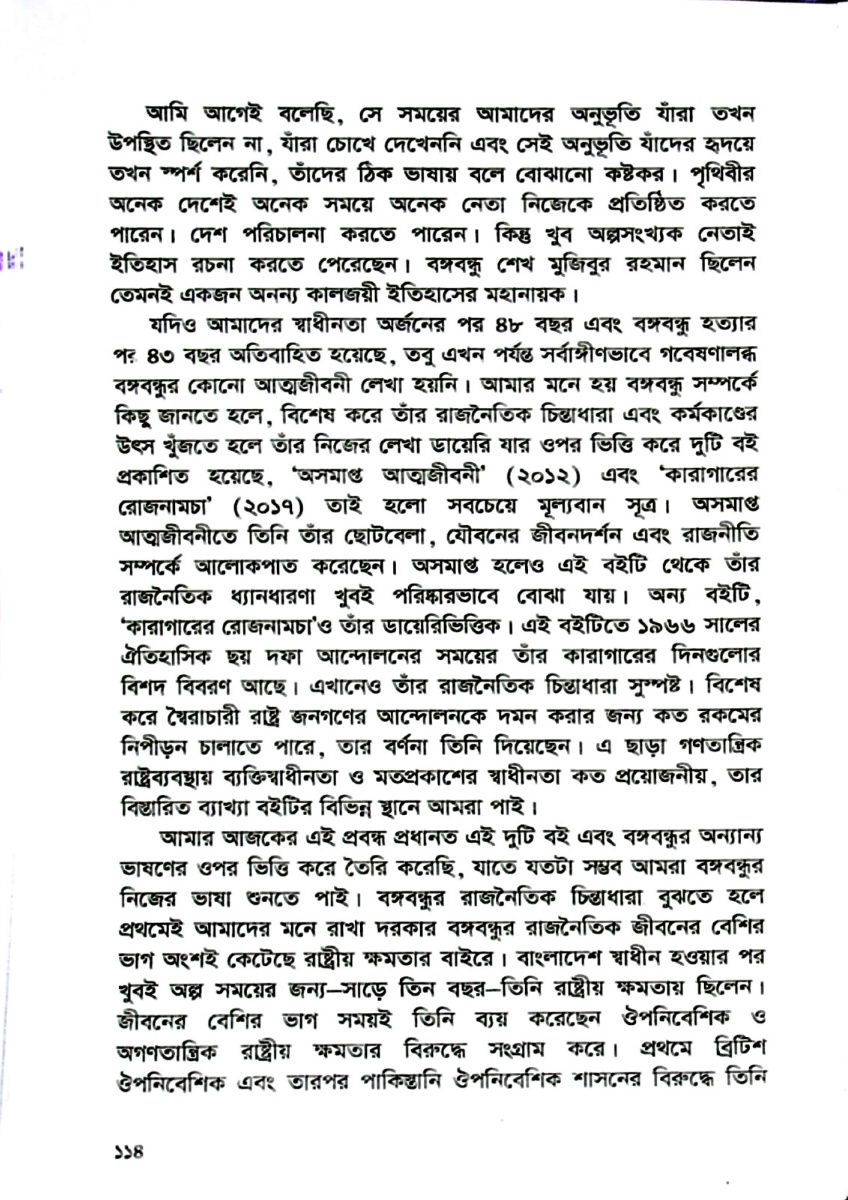 আমি আগেই বলেছি, সে সময়ের আমাদের অনুভূতি যাঁরা তখন
উপস্থিত ছিলেন না, যাঁরা চোখে দেখেননি এবং সেই অনুভূতি যাঁদের হৃদয়ে
তখন স্পর্শ করেনি, তাঁদের ঠিক ভাষায় বলে বোঝানো কষ্টকর। পৃথিবীর
অনেক দেশেই অনেক সময়ে অনেক নেতা নিজেকে প্রতিষ্ঠিত করতে
পারেন। দেশ পরিচালনা করতে পারেন। কিন্তু খুব অল্পসংখ্যক নেতাই
ইতিহাস রচনা করতে পেরেছেন। বঙ্গবন্ধু শেখ মুজিবুর রহমান ছিলেন
তেমনই একজন অনন্য কালজয়ী ইতিহাসের মহানায়ক।
যদিও আমাদের স্বাধীনতা অর্জনের পর ৪৮ বছর এবং বঙ্গবন্ধু হত্যার
পর ৪৩ বছর অতিবাহিত হয়েছে, তবু এখন পর্যন্ত সর্বাঙ্গীণভাবে গবেষণালব্ধ
বঙ্গবন্ধুর কোনো আত্মজীবনী লেখা হয়নি। আমার মনে হয় বঙ্গবন্ধু সম্পর্কে
কিছু জানতে হলে, বিশেষ করে তাঁর রাজনৈতিক চিন্তাধারা এবং কর্মকাণ্ডের
উৎস খুঁজতে হলে তাঁর নিজের লেখা ডায়েরি যার ওপর ভিত্তি করে দুটি বই
প্রকাশিত হয়েছে, ‘অসমাপ্ত আত্মজীবনী’ (২০১২) এবং ‘কারাগারের
রোজনামচা’ (২০১৭) তাই হলো সবচেয়ে মূল্যবান সূত্র। অসমাপ্ত
আত্মজীবনীতে তিনি তাঁর ছোটবেলা, যৌবনের জীবনদর্শন এবং রাজনীতি
সম্পর্কে আলোকপাত করেছেন। অসমাপ্ত হলেও এই বইটি থেকে তাঁর
রাজনৈতিক ধ্যানধারণা খুবই পরিষ্কারভাবে বোঝা যায়। অন্য বইটি,
‘কারাগারের রোজনামচা’ও তাঁর ডায়েরিভিত্তিক। এই বইটিতে ১৯৬৬ সালের
ঐতিহাসিক ছয় দফা আন্দোলনের সময়ের তাঁর কারাগারের দিনগুলোর
বিশদ বিবরণ আছে। এখানেও তাঁর রাজনৈতিক চিন্তাধারা সুস্পষ্ট। বিশেষ
করে স্বৈরাচারী রাষ্ট্র জনগণের আন্দোলনকে দমন করার জন্য কত রকমের
নিপীড়ন চালাতে পারে, তার বর্ণনা তিনি দিয়েছেন। এ ছাড়া গণতান্ত্রিক
রাষ্ট্রব্যবস্থায় ব্যক্তিস্বাধীনতা ও মতপ্রকাশের স্বাধীনতা কত প্রয়োজনীয়, তার
বিস্তারিত ব্যাখ্যা বইটির বিভিন্ন স্থানে আমরা পাই।
আমার আজকের এই প্রবন্ধ প্রধানত এই দুটি বই এবং বঙ্গবন্ধুর অন্যান্য
ভাষণের ওপর ভিত্তি করে তৈরি করেছি, যাতে যতটা সম্ভব আমরা বঙ্গবন্ধুর
নিজের ভাষা শুনতে পাই। বঙ্গবন্ধুর রাজনৈতিক চিন্তাধারা বুঝতে হলে
প্রথমেই আমাদের মনে রাখা দরকার বঙ্গবন্ধুর রাজনৈতিক জীবনের বেশির
ভাগ অংশই কেটেছে রাষ্ট্রীয় ক্ষমতার বাইরে। বাংলাদেশ স্বাধীন হওয়ার পর
খুবই অল্প সময়ের জন্য–সাড়ে তিন বছর–তিনি রাষ্ট্রীয় ক্ষমতায় ছিলেন।
জীবনের বেশির ভাগ সময়ই তিনি ব্যয় করেছেন ঔপনিবেশিক ও
অগণতান্ত্রিক রাষ্ট্রীয় ক্ষমতার বিরুদ্ধে সংগ্রাম করে। প্রথমে ব্রিটিশ
ঔপনিবেশিক এবং তারপর পাকিস্তানি ঔপনিবেশিক শাসনের বিরুদ্ধে তিনি
১১৪